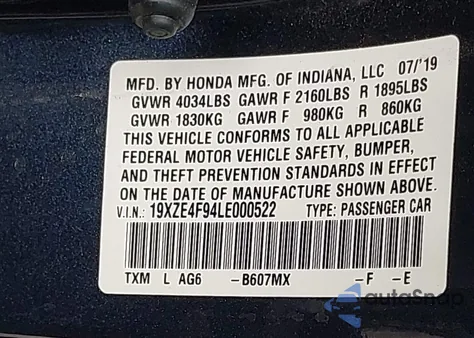 MFD. BY HONDA MFG. OF INDIANA, LLC 07/'19
GVWR 4034LBS GAWR F 2160LBS R 1895LBS
GVWR 1830KG GAWR F 980KG R 860KG
THIS VEHICLE CONFORMS TO ALL APPLICABLE
FEDERAL MOTOR VEHICLE SAFETY, BUMPER,
AND THEFT PREVENTION STANDARDS IN EFFECT
ON THE DATE OF MANUFACTURE SHOWN ABOVE.
V.I.N.: 19XZE4F94LE000522 TYPE: PASSENGER CAR
TXM L AG6 -B607MX -F -E
autoSnap